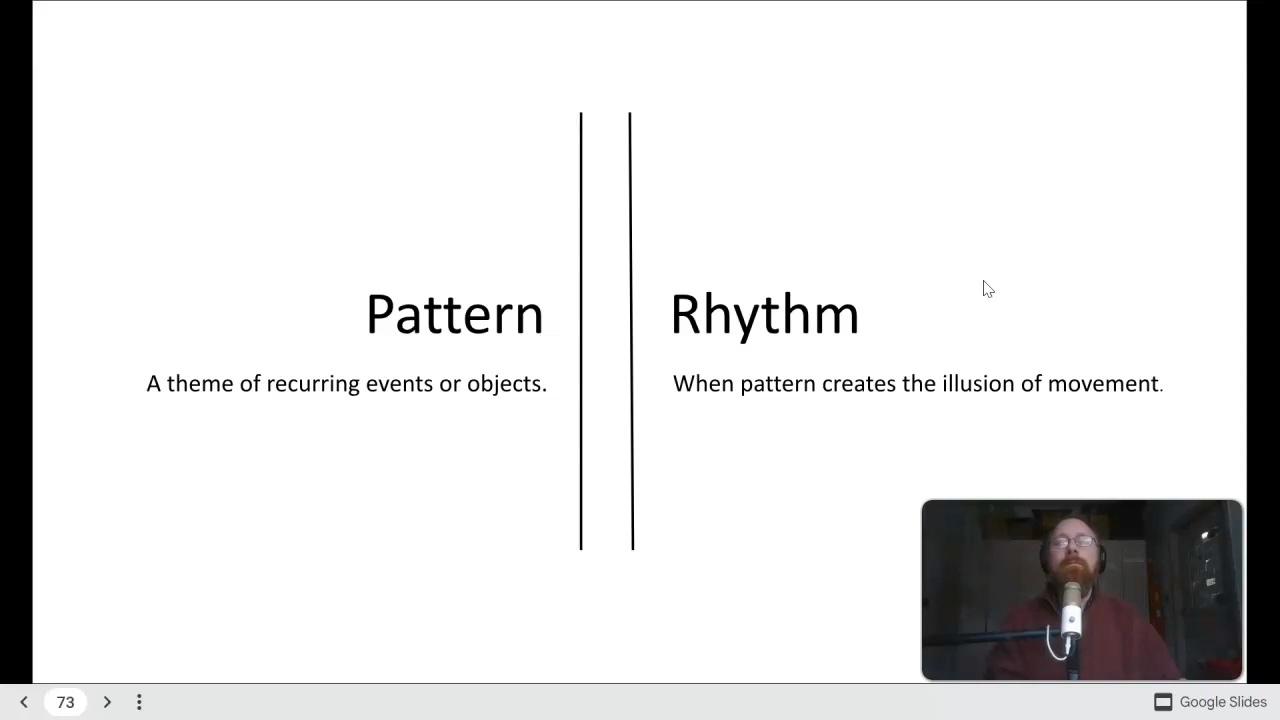 Pattern
A theme of recurring events or objects.
Rhythm
When pattern creates the illusion of movement.
73
Google Slides